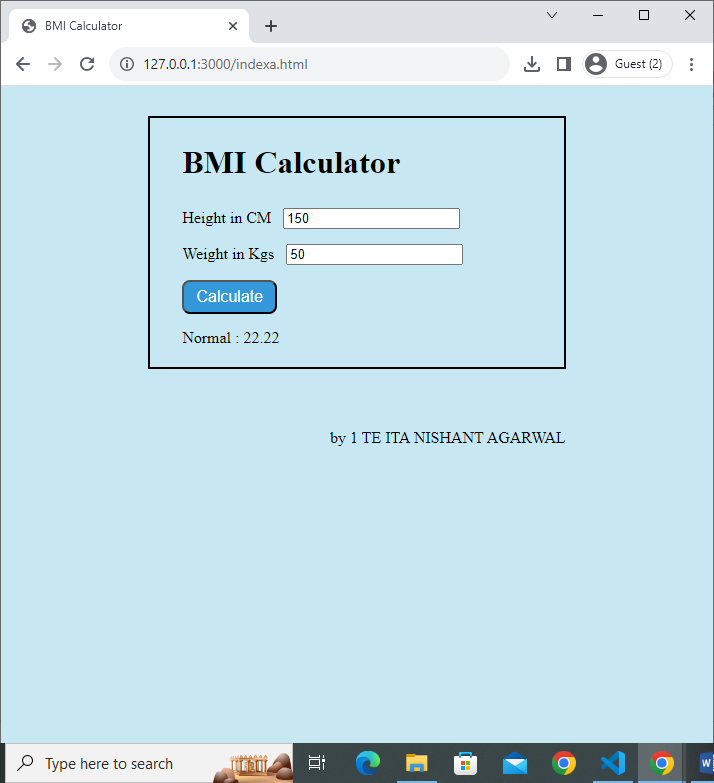 BMI Calculator
127.0.0.1:3000/indexa.html
Guest (2)
BMI Calculator
Height in CM 150
Weight in Kgs 50
Calculate
Normal : 22.22
by 1 TE ITA NISHANT AGARWAL
Type here to search
W